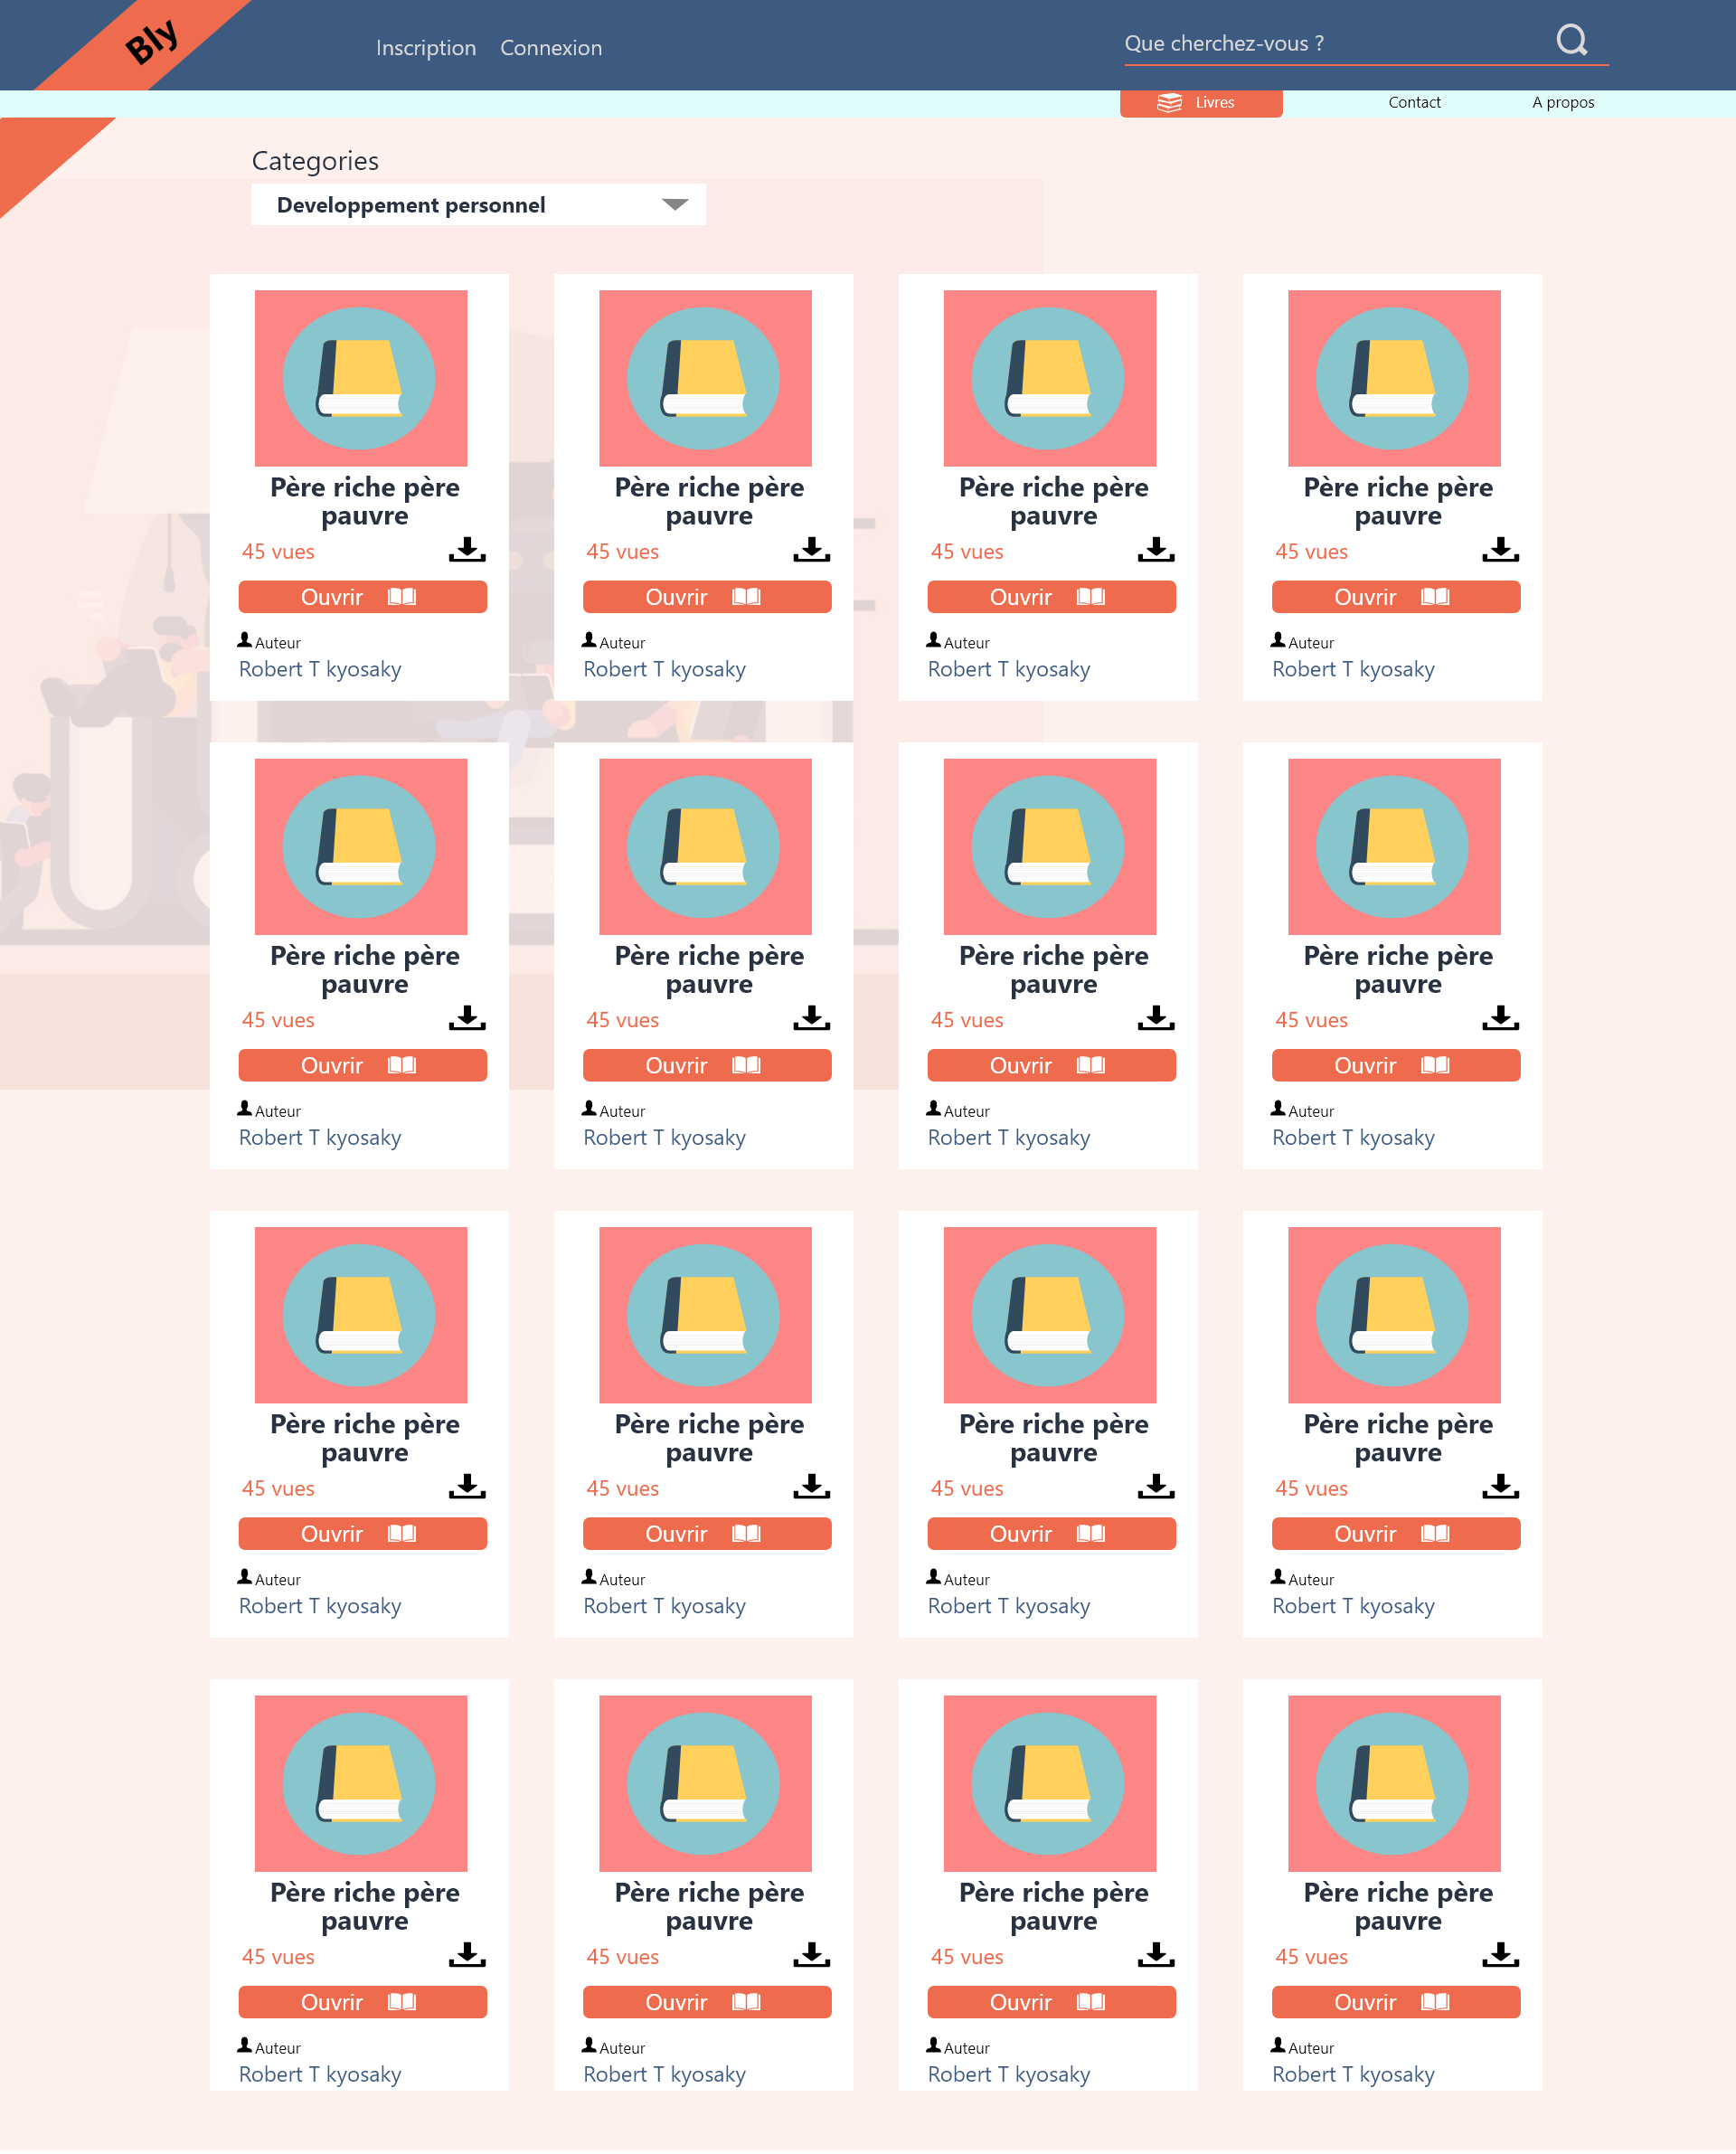 Bly
Inscription Connexion
Que cherchez-vous ?
Livres Contact A propos
Categories
Developpement personnel
Père riche père
pauvre
45 vues
Ouvrir
Auteur
Robert T kyosaky
Père riche père
pauvre
45 vues
Ouvrir
Auteur
Robert T kyosaky
Père riche père
pauvre
45 vues
Ouvrir
Auteur
Robert T kyosaky
Père riche père
pauvre
45 vues
Ouvrir
Auteur
Robert T kyosaky
Père riche père
pauvre
45 vues
Ouvrir
Auteur
Robert T kyosaky
Père riche père
pauvre
45 vues
Ouvrir
Auteur
Robert T kyosaky
Père riche père
pauvre
45 vues
Ouvrir
Auteur
Robert T kyosaky
Père riche père
pauvre
45 vues
Ouvrir
Auteur
Robert T kyosaky
Père riche père
pauvre
45 vues
Ouvrir
Auteur
Robert T kyosaky
Père riche père
pauvre
45 vues
Ouvrir
Auteur
Robert T kyosaky
Père riche père
pauvre
45 vues
Ouvrir
Auteur
Robert T kyosaky
Père riche père
pauvre
45 vues
Ouvrir
Auteur
Robert T kyosaky
Père riche père
pauvre
45 vues
Ouvrir
Auteur
Robert T kyosaky
Père riche père
pauvre
45 vues
Ouvrir
Auteur
Robert T kyosaky
Père riche père
pauvre
45 vues
Ouvrir
Auteur
Robert T kyosaky
Père riche père
pauvre
45 vues
Ouvrir
Auteur
Robert T kyosaky